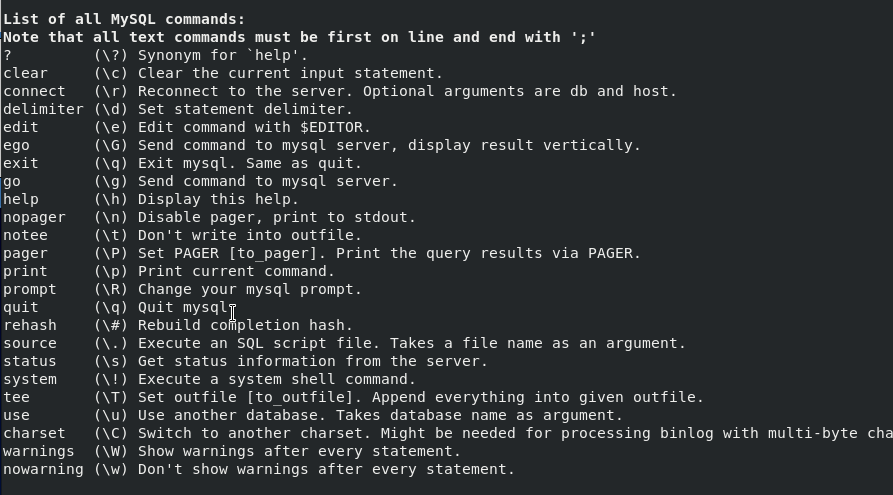 List of all MySQL commands:
Note that all text commands must be first on line and end with ';'
?         (\?) Synonym for `help'.
clear     (\c) Clear the current input statement.
connect   (\r) Reconnect to the server. Optional arguments are db and host.
delimiter (\d) Set statement delimiter.
edit      (\e) Edit command with $EDITOR.
ego       (\G) Send command to mysql server, display result vertically.
exit      (\q) Exit mysql. Same as quit.
go        (\g) Send command to mysql server.
help      (\h) Display this help.
nopager   (\n) Disable pager, print to stdout.
notee     (\t) Don't write into outfile.
pager     (\P) Set PAGER [to_pager]. Print the query results via PAGER.
print     (\p) Print current command.
prompt    (\R) Change your mysql prompt.
quit      (\q) Quit mysql.
rehash    (\#) Rebuild completion hash.
source    (\.) Execute an SQL script file. Takes a file name as an argument.
status    (\s) Get status information from the server.
system    (\!) Execute a system shell command.
tee       (\T) Set outfile [to_outfile]. Append everything into given outfile.
use       (\u) Use another database. Takes database name as argument.
charset   (\C) Switch to another charset. Might be needed for processing binlog with multi-byte cha
warnings  (\W) Show warnings after every statement.
nowarning (\w) Don't show warnings after every statement.